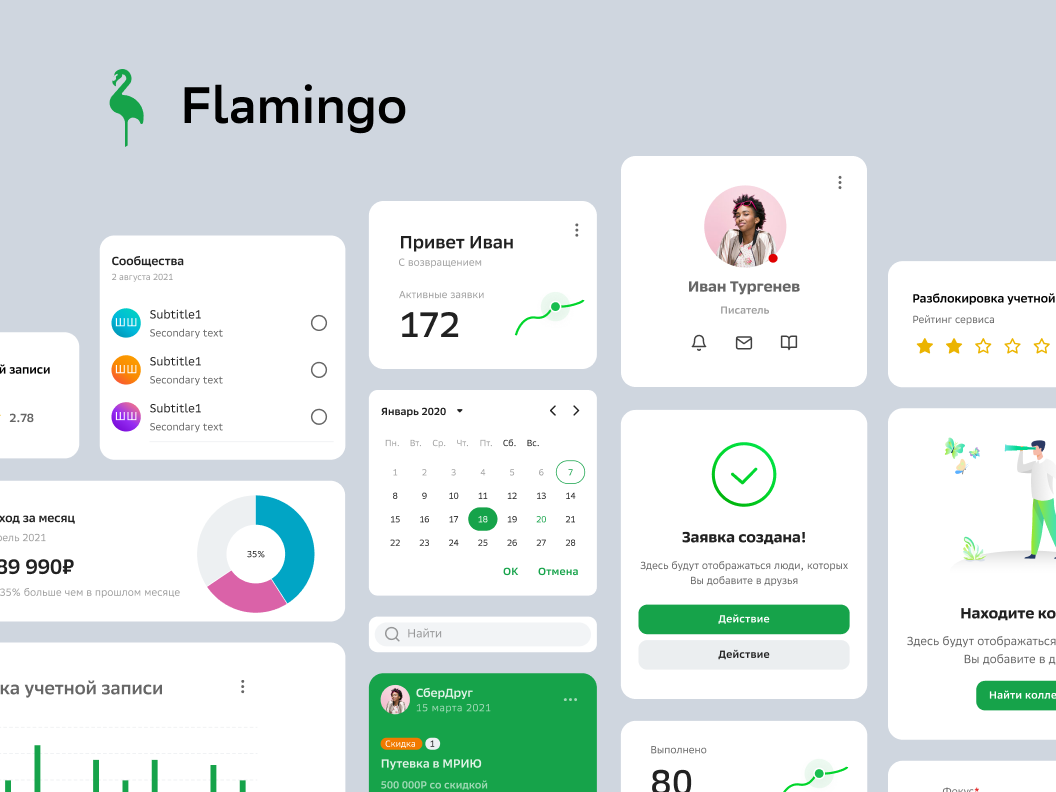 Flamingo
й записи
2.78
Сообщества
2 августа 2021
ШШ
Subtitle1
Secondary text
ШШ
Subtitle1
Secondary text
ШШ
Subtitle1
Secondary text
ход за месяц
рель 2021
89 990₽
35% больше чем в прошлом месяце
35%
ка учетной записи
Привет Иван
С возвращением
Активные заявки
172
Январь 2020
Пн. Вт. Ср. Чт. Пт. Сб. Вс.
1 2 3 4 5 6 7
8 9 10 11 12 13 14
15 16 17 18 19 20 21
22 23 24 25 26 27 28
OK Отмена
Найти
СберДруг
15 марта 2021
Скидка 1
Путевка в МРИЮ
500 000Р со скидкой
Иван Тургенев
Писатель
Заявка создана!
Здесь будут отображаться люди, которых
Вы добавите в друзья
Действие
Действие
Выполнено
80
Разблокировка учетной
Рейтинг сервиса
Находите ко
Здесь будут отображаться
Вы добавите в д
Найти колле
Фокус*